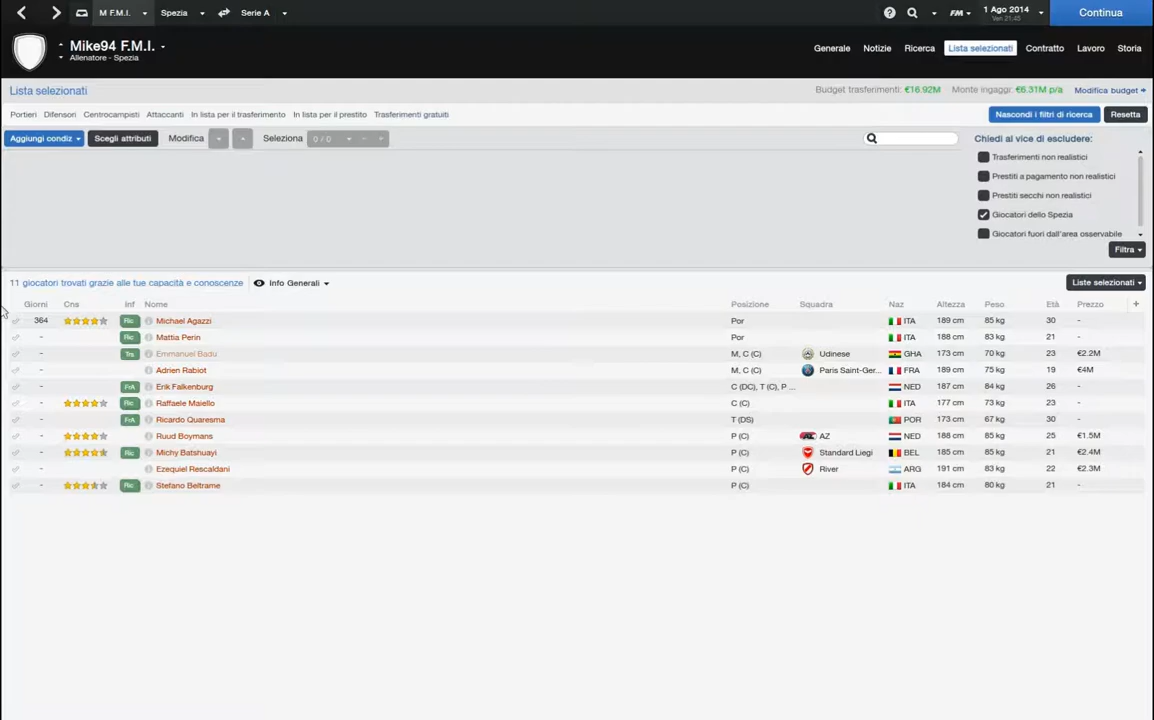 M F.M.I. Spezia Serie A FM 1 Ago 2014 Ven 21:45 Continua
Mike94 F.M.I.
Allenatore - Spezia
Generale Notizie Ricerca Lista selezionati Contratto Lavoro Storia
Lista selezionati Budget trasferimenti: €16.92M Monte ingaggi: €6.31M p/a Modifica budget
Portieri Difensori Centrocampisti Attaccanti In lista per il trasferimento In lista per il prestito Trasferimenti gratuiti Nascondi i filtri di ricerca Resetta
Aggiungi condiz Scegli attributi Modifica Seleziona 0 / 0 Chiedi al vice di escludere:
Trasferimenti non realistici
Prestiti a pagamento non realistici
Prestiti secchi non realistici
Giocatori dello Spezia
Giocatori fuori dall'area osservabile
Filtra
11 giocatori trovati grazie alle tue capacità e conoscenze Info Generali Liste selezionati
Giorni Cns Inf Nome Posizione Squadra Naz Altezza Peso Età Prezzo +
364 Ric Michael Agazzi Por ITA 189 cm 85 kg 30 -
- Ric Mattia Perin Por ITA 188 cm 83 kg 21 -
- Tra Emmanuel Badu M, C (C) Udinese GHA 173 cm 70 kg 23 €2.2M
- Adrien Rabiot M, C (C) Paris Saint-Ger... FRA 189 cm 75 kg 19 €4M
- FrA Erik Falkenburg C (DC), T (C), P ... NED 187 cm 84 kg 26 -
- Ric Raffaele Maiello C (C) ITA 177 cm 73 kg 23 -
- FrA Ricardo Quaresma T (DS) POR 173 cm 67 kg 30 -
- Ruud Boymans P (C) AZ NED 188 cm 85 kg 25 €1.5M
- Ric Michy Batshuayi P (C) Standard Liegi BEL 185 cm 85 kg 21 €2.4M
- Ezequiel Rescaldani P (C) River ARG 191 cm 83 kg 22 €2.3M
- Ric Stefano Beltrame P (C) ITA 184 cm 80 kg 21 -